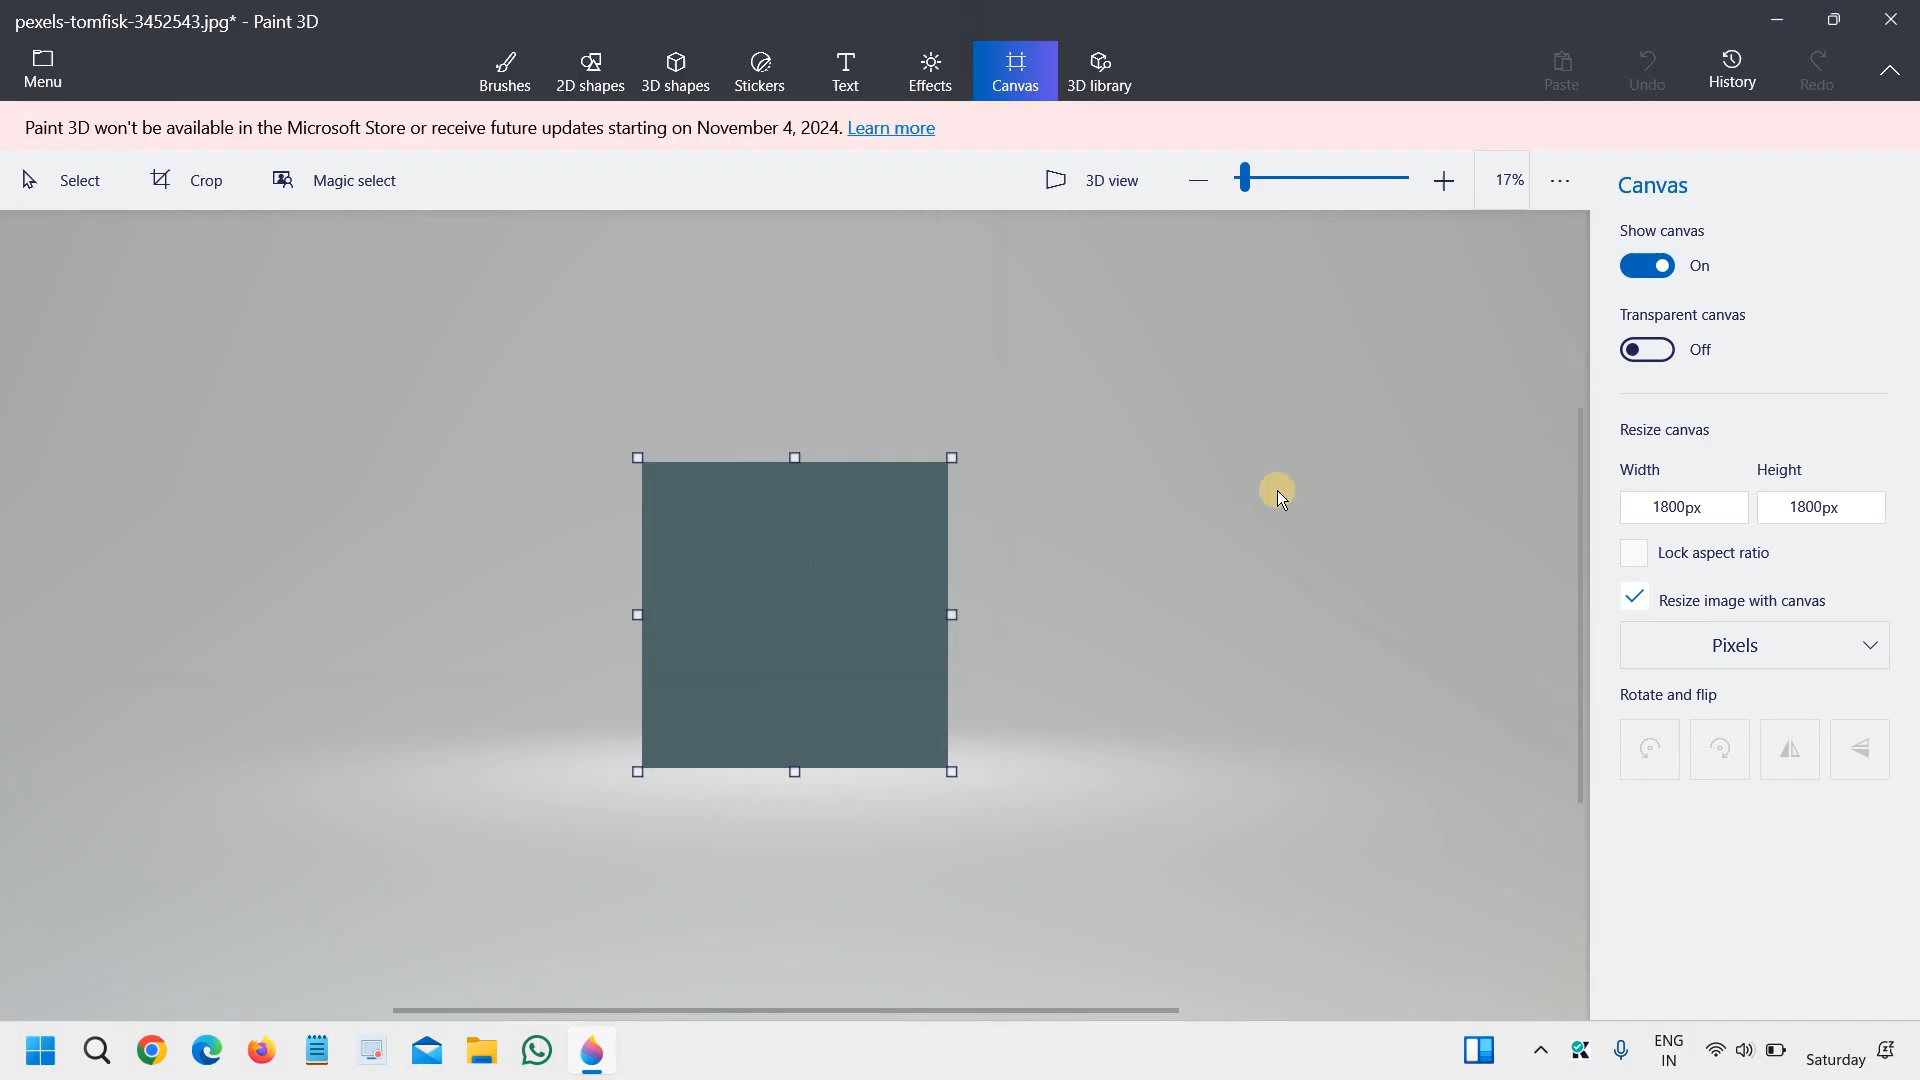 pexels-tomfisk-3452543.jpg* - Paint 3D
Menu
Brushes
2D shapes
3D shapes
Stickers
Text
Effects
Canvas
3D library
Paste
Undo
History
Redo
Paint 3D won't be available in the Microsoft Store or receive future updates starting on November 4, 2024. Learn more
Select
Crop
Magic select
3D view
17%
Canvas
Show canvas
On
Transparent canvas
Off
Resize canvas
Width Height
1800px 1800px
Lock aspect ratio
Resize image with canvas
Pixels
Rotate and flip
ENG
IN
Saturday